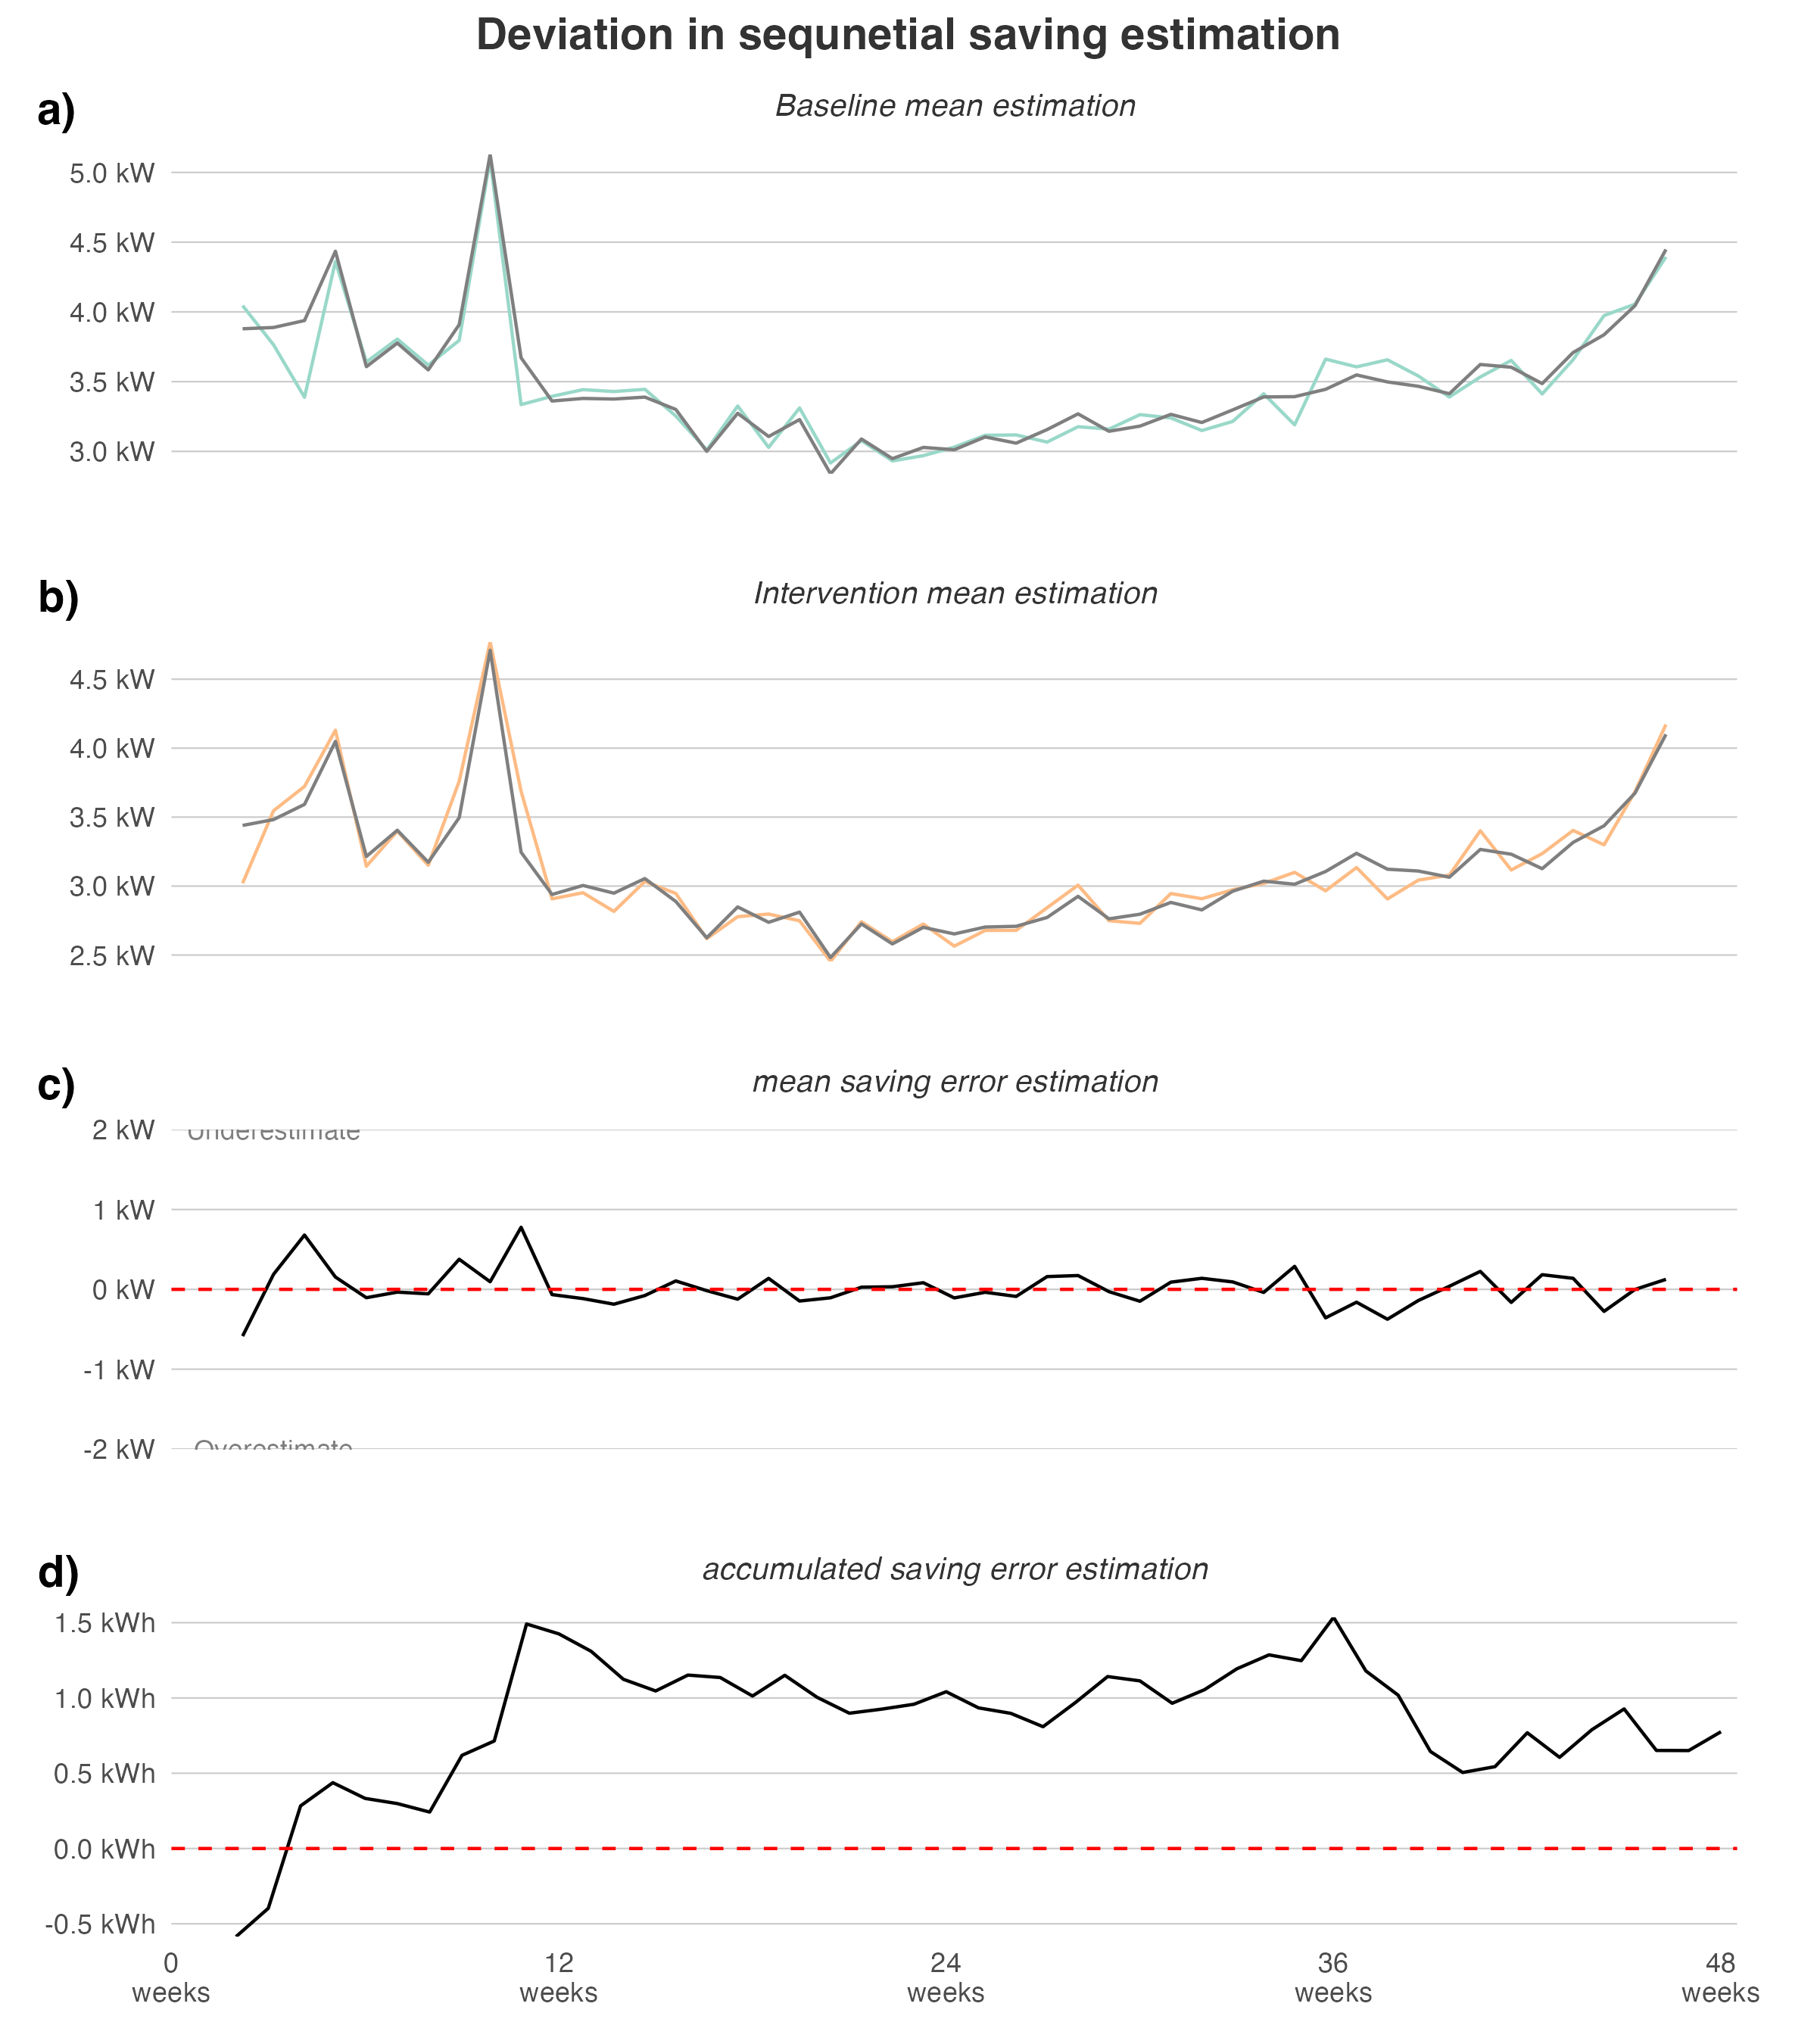 Deviation in sequnetial saving estimation
a)
Baseline mean estimation
5.0 kW
4.5 kW
4.0 kW
3.5 kW
3.0 kW
b)
Intervention mean estimation
4.5 kW
4.0 kW
3.5 kW
3.0 kW
2.5 kW
c)
mean saving error estimation
2 kW
Underestimate
1 kW
0 kW
-1 kW
-2 kW
Overestimate
d)
accumulated saving error estimation
1.5 kWh
1.0 kWh
0.5 kWh
0.0 kWh
-0.5 kWh
0 12 24 36 48
weeks weeks weeks weeks weeks